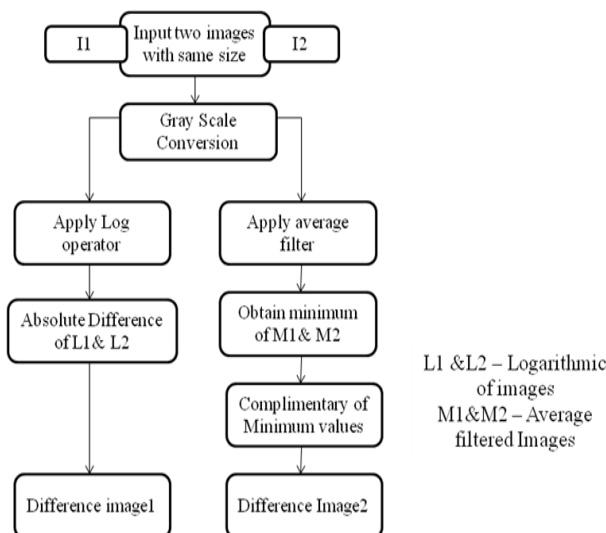 I1
Input two images
with same size
I2
Gray Scale
Conversion
Apply Log
operator
Apply average
filter
Absolute Difference
of L1& L2
Obtain minimum
of M1& M2
Complimentary of
Minimum values
Difference image1
Difference Image2
L1 &L2 – Logarithmic
of images
M1&M2 – Average
filtered Images